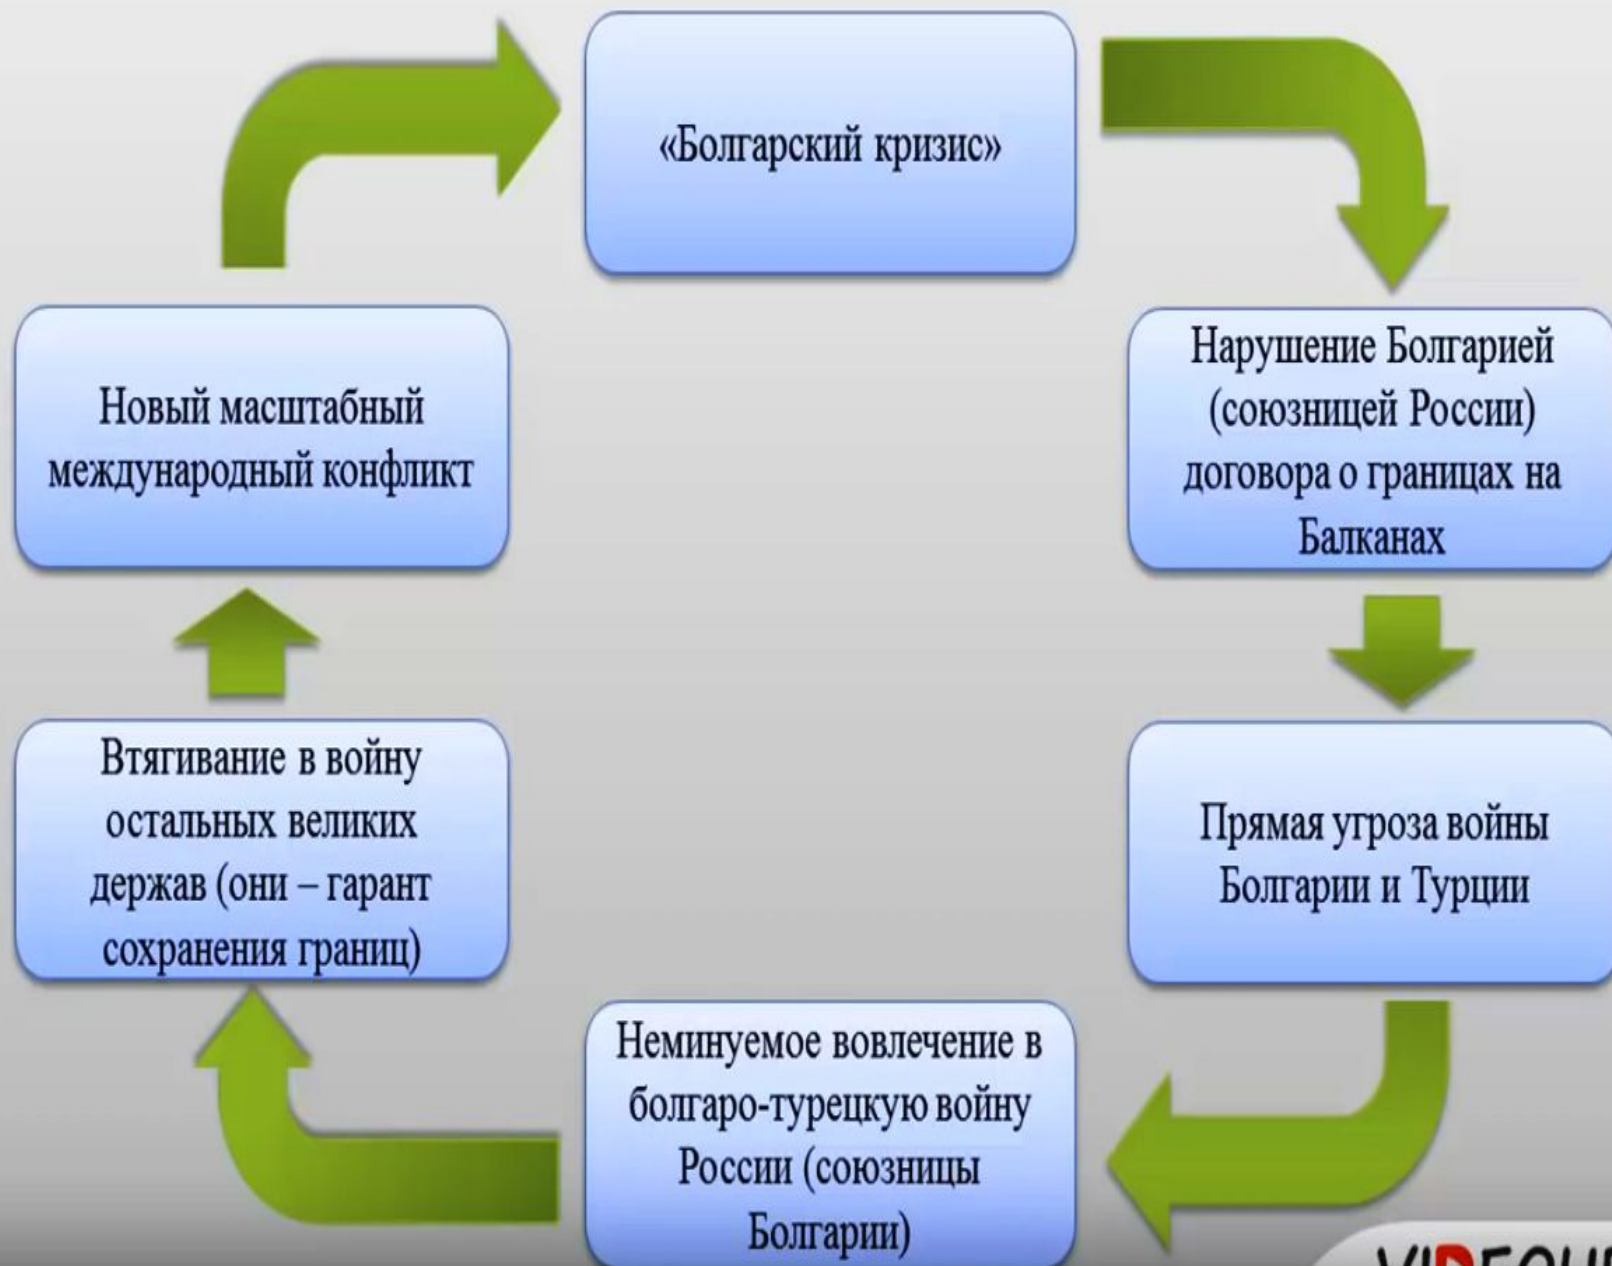 «Болгарский кризис»
Нарушение Болгарией
(союзницей России)
договора о границах на
Балканах
Прямая угроза войны
Болгарии и Турции
Неминуемое вовлечение в
болгаро-турецкую войну
России (союзницы
Болгарии)
Втягивание в войну
остальных великих
держав (они – гарант
сохранения границ)
Новый масштабный
международный конфликт